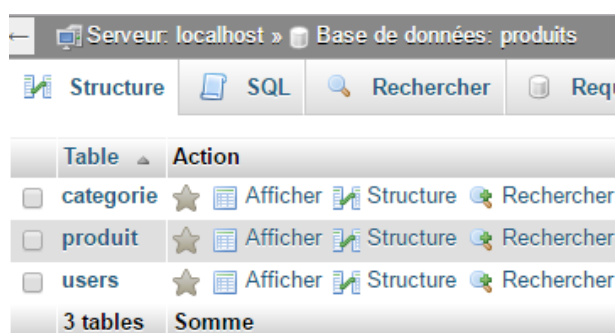 ← Serveur: localhost » Base de données: produits
Structure SQL Rechercher
Table Action
categorie Afficher Structure Rechercher
produit Afficher Structure Rechercher
users Afficher Structure Rechercher
3 tables Somme